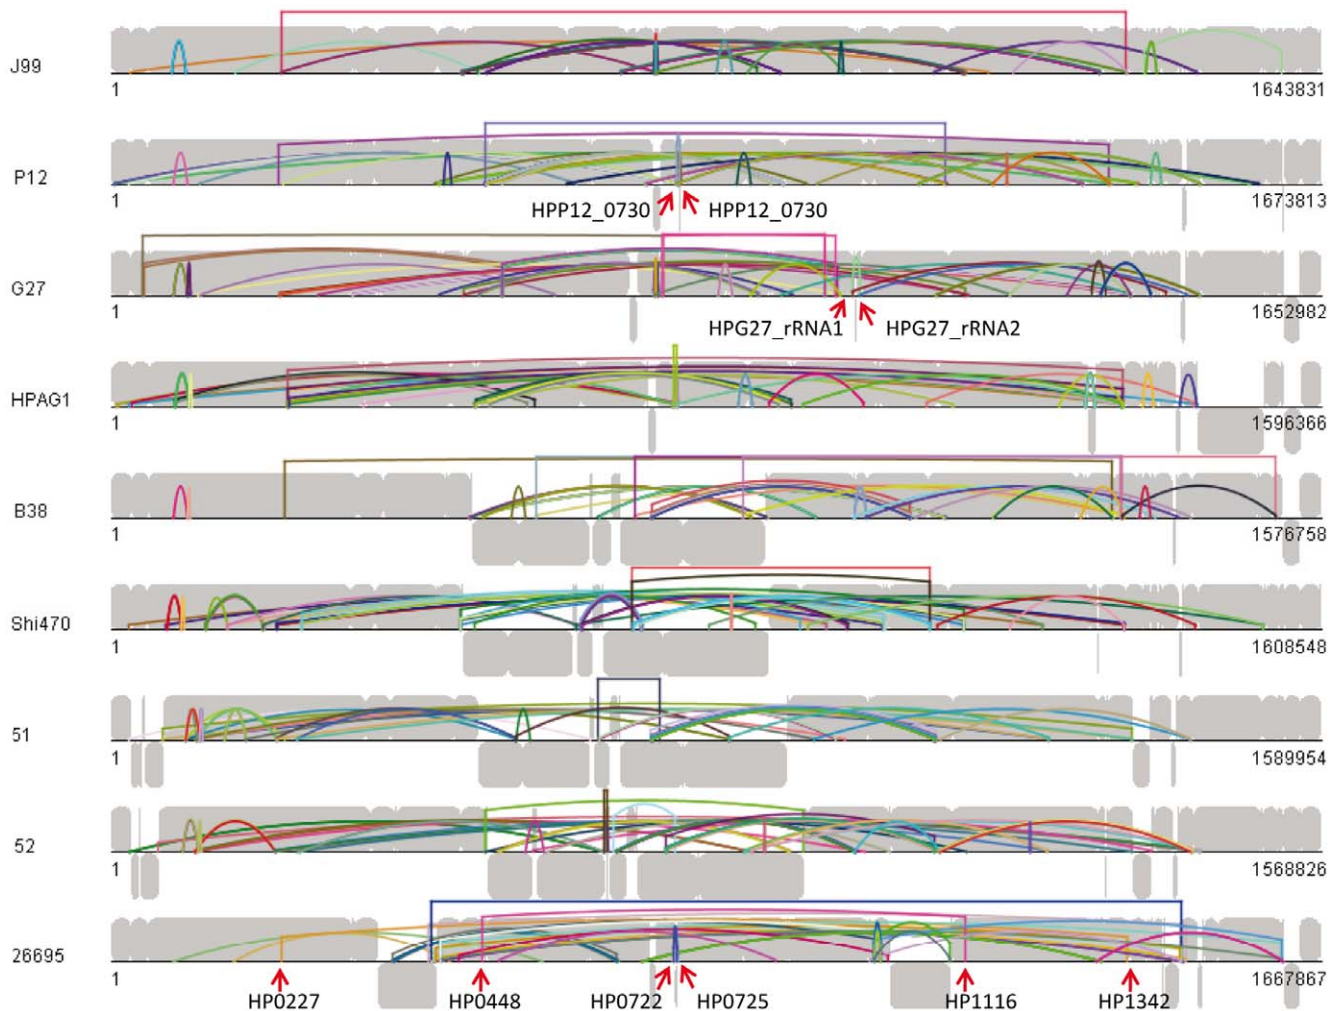 J99
1 1643831
P12
1 1673813
HPP12_0730 HPP12_0730
G27
1 1652982
HPG27_rRNA1 HPG27_rRNA2
HPAG1
1 1596366
B38
1 1576758
Shi470
1 1608548
51
1 1589954
52
1 1568826
26695
1 1667867
HP0227 HP0448 HP0722 HP0725 HP1116 HP1342